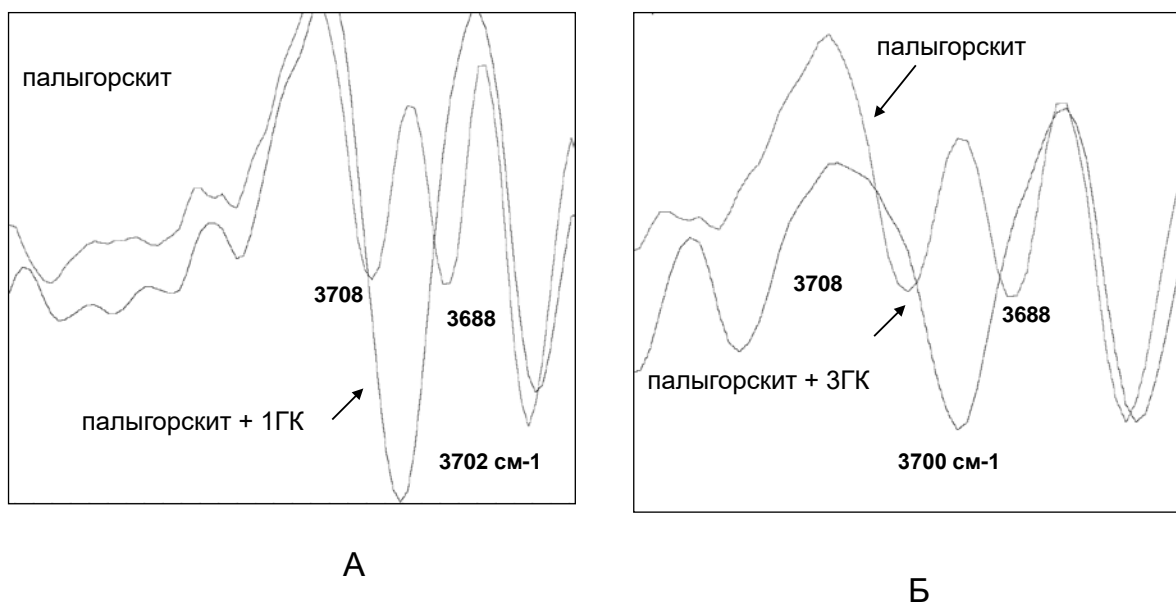 палыгорскит
3708
3688
палыгорскит + 1ГК
3702 см-1
А
палыгорскит
3708
3688
палыгорскит + 3ГК
3700 см-1
Б